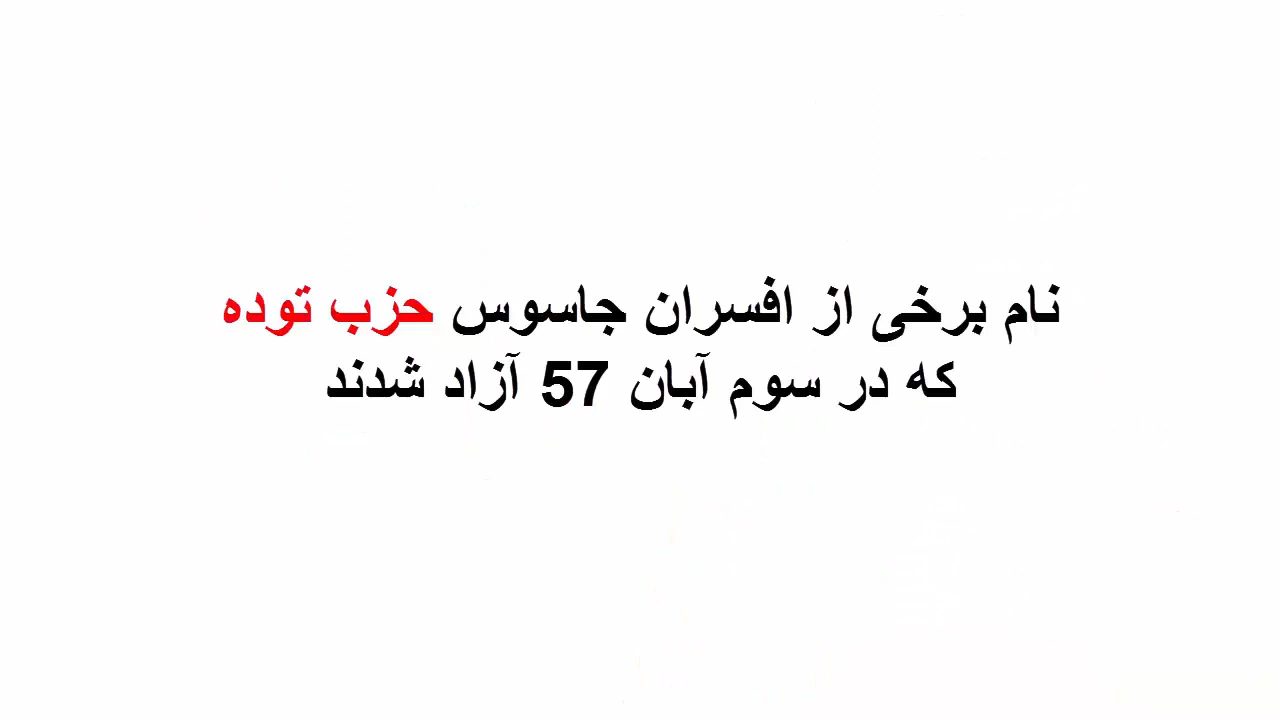 نام برخی از افسران جاسوس حزب توده
که در سوم آبان 57 آزاد شدند